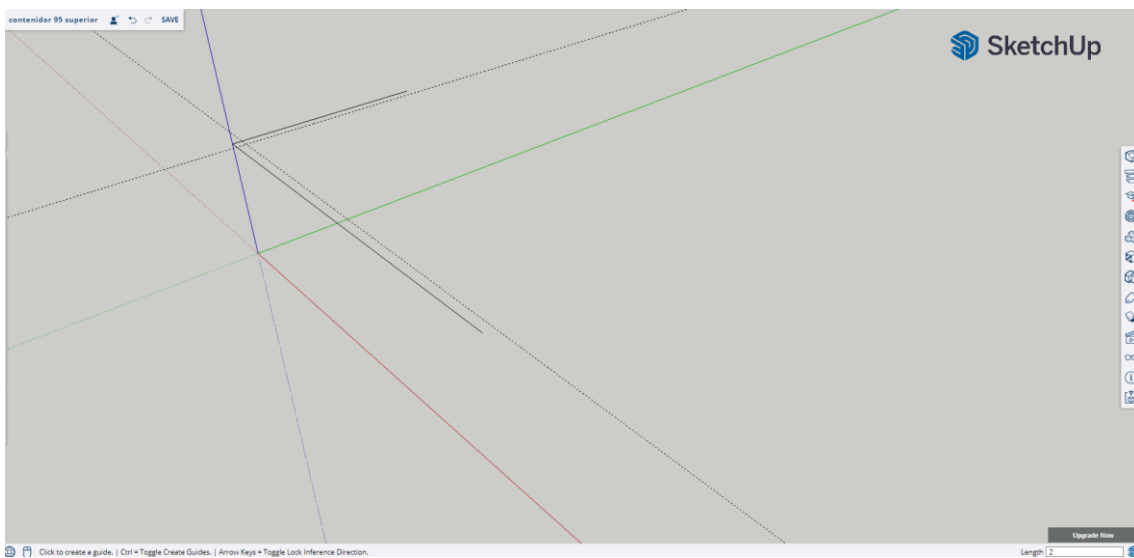 contenidor 95 superior SAVE
SketchUp
Upgrade Now
Click to create a guide. | Ctrl = Toggle Create Guides. | Arrow Keys = Toggle Lock Inference Direction. Length 2